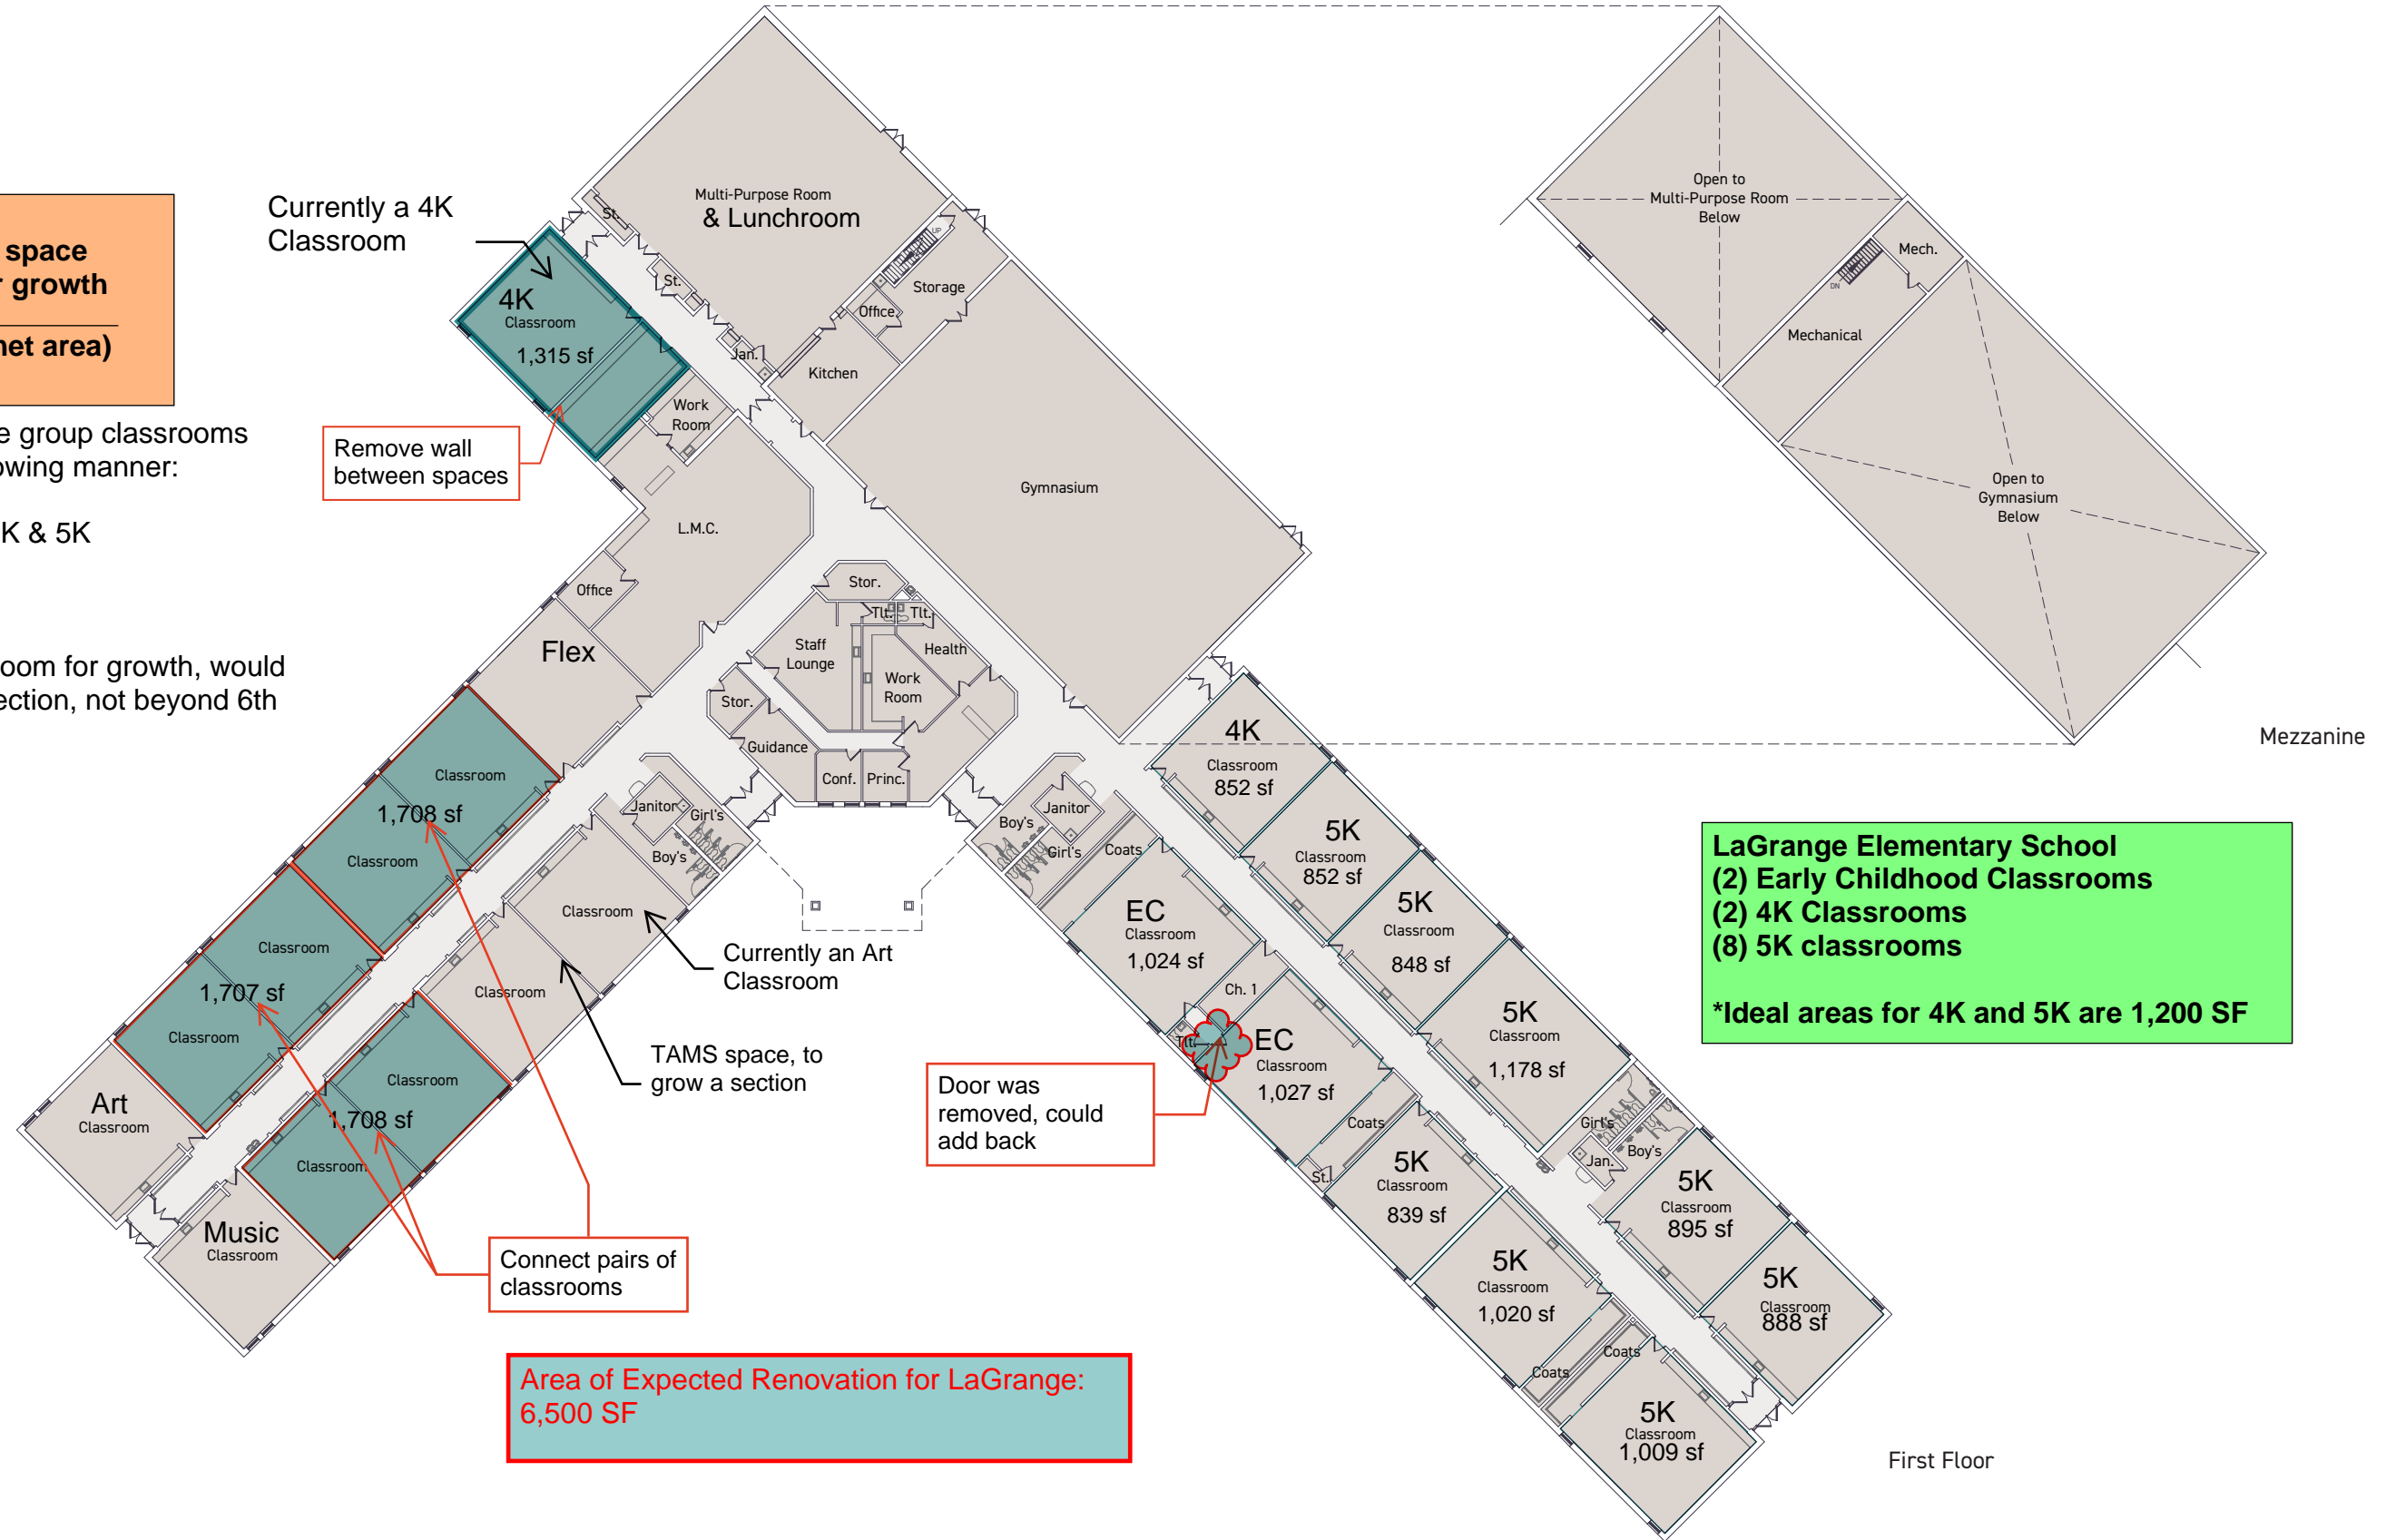 space
r growth
net area)
e group classrooms
owing manner:
K & 5K
oom for growth, would
ection, not beyond 6th
Currently a 4K
Classroom
4K
Classroom
1,315 sf
Remove wall
between spaces
St.
St.
Jan.
Multi-Purpose Room
& Lunchroom
UP
Storage
Office
Kitchen
Work
Room
Gymnasium
L.M.C.
Office
Flex
Stor.
Tlt.
Tlt.
Staff
Lounge
Health
Work
Room
Stor.
Guidance
Conf.
Princ.
Classroom
1,708 sf
Classroom
Classroom
1,707 sf
Classroom
Art
Classroom
Music
Classroom
Classroom
1,708 sf
Classroom
Janitor
Girl's
Boy's
Classroom
Classroom
Currently an Art
Classroom
TAMS space, to
grow a section
Connect pairs of
classrooms
Area of Expected Renovation for LaGrange:
6,500 SF
Boy's
Janitor
Girl's
Coats
EC
Classroom
1,024 sf
Ch. 1
Tlt.
EC
Classroom
1,027 sf
Door was
removed, could
add back
Coats
St.
5K
Classroom
839 sf
5K
Classroom
1,020 sf
Coats
Coats
5K
Classroom
1,009 sf
4K
Classroom
852 sf
5K
Classroom
852 sf
5K
Classroom
848 sf
5K
Classroom
1,178 sf
Girl's
Boy's
Jan.
5K
Classroom
895 sf
5K
Classroom
888 sf
First Floor
Open to
Multi-Purpose Room
Below
Mech.
DN
Mechanical
Open to
Gymnasium
Below
Mezzanine
LaGrange Elementary School
(2) Early Childhood Classrooms
(2) 4K Classrooms
(8) 5K classrooms
*Ideal areas for 4K and 5K are 1,200 SF